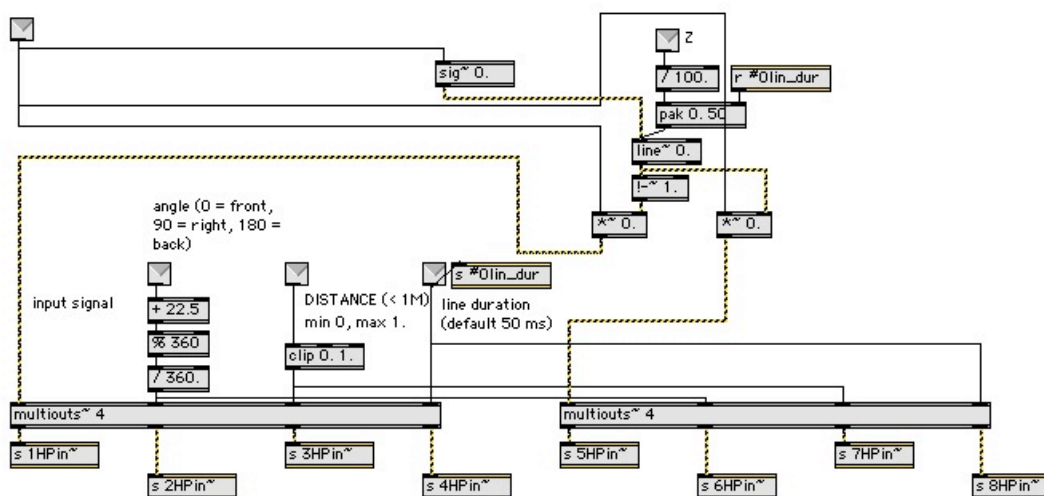 Z
sig~ 0.
/ 100.
r #0lin_dur
pak 0. 50
line~ 0.
!-~ 1.
angle (0 = front,
90 = right, 180 =
back)
*~ 0.
*~ 0.
s #0lin_dur
input signal
+ 22.5
DISTANCE (< 1M)
min 0, max 1.
line duration
(default 50 ms)
% 360
clip 0. 1.
/ 360.
multiouts~ 4
multiouts~ 4
s 1HPin~
s 3HPin~
s 5HPin~
s 7HPin~
s 2HPin~
s 4HPin~
s 6HPin~
s 8HPin~